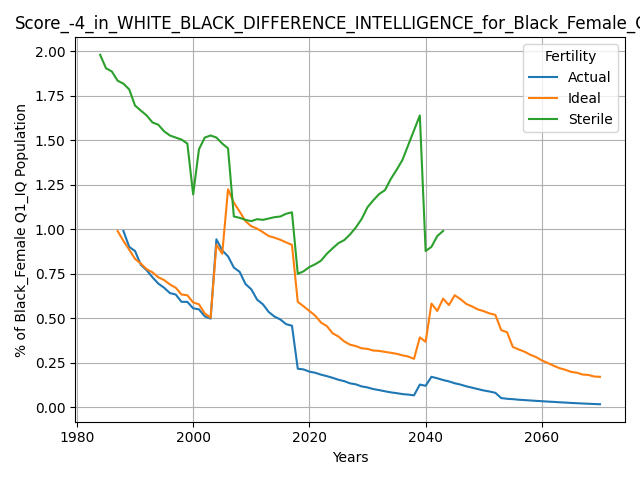 Score_-4_in_WHITE_BLACK_DIFFERENCE_INTELLIGENCE_for_Black_Female_
% of Black_Female Q1_IQ Population
2.00
1.75
1.50
1.25
1.00
0.75
0.50
0.25
0.00
Fertility
Actual
Ideal
Sterile
1980
2000
2020
2040
2060
Years